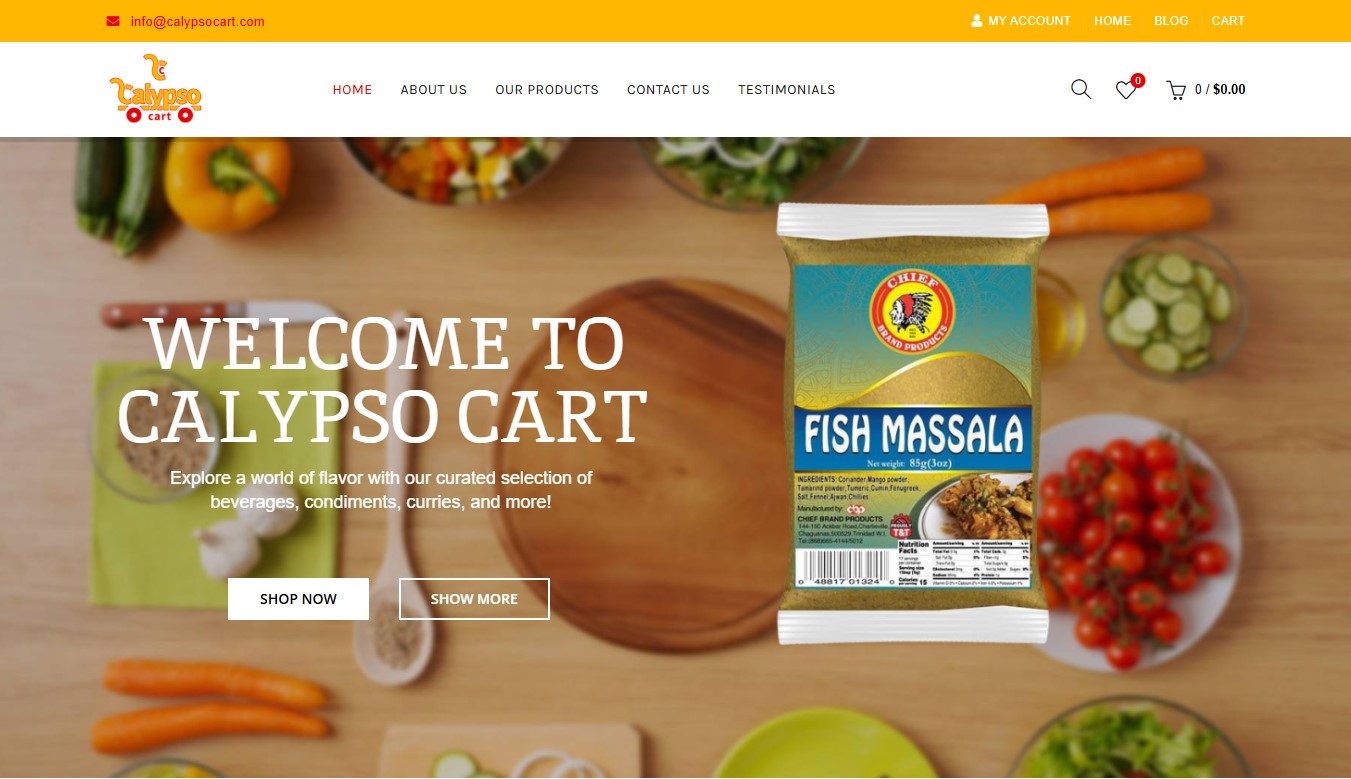 info@calypsocart.com
MY ACCOUNT HOME BLOG CART
Calypso
cart
HOME ABOUT US OUR PRODUCTS CONTACT US TESTIMONIALS
0
0 / $0.00
WELCOME TO
CALYPSO CART
Explore a world of flavor with our curated selection of
beverages, condiments, curries, and more!
SHOP NOW SHOW MORE
CHIEF
BRAND PRODUCTS
FISH MASSALA
Net weight: 85g(3oz)
INGREDIENTS: Coriander, Mango powder,
Tamarind powder, Tumeric, Cumin, Fenugreek,
Salt, Fennel, Ajwan, Chillies
Manufactured by:
CHIEF BRAND PRODUCTS
PROUDLY
T&T
Nutrition
Facts
Calories
15
0 48817 01324 0